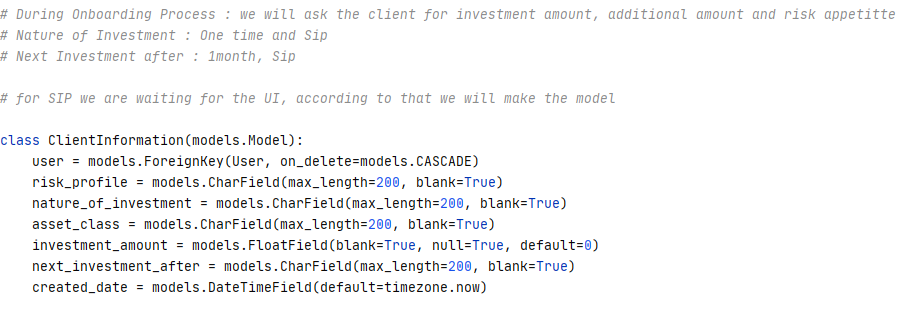 # During Onboarding Process : we will ask the client for investment amount, additional amount and risk appetitte
# Nature of Investment : One time and Sip
# Next Investment after : 1month, Sip
# for SIP we are waiting for the UI, according to that we will make the model
class ClientInformation(models.Model):
    user = models.ForeignKey(User, on_delete=models.CASCADE)
    risk_profile = models.CharField(max_length=200, blank=True)
    nature_of_investment = models.CharField(max_length=200, blank=True)
    asset_class = models.CharField(max_length=200, blank=True)
    investment_amount = models.FloatField(blank=True, null=True, default=0)
    next_investment_after = models.CharField(max_length=200, blank=True)
    created_date = models.DateTimeField(default=timezone.now)